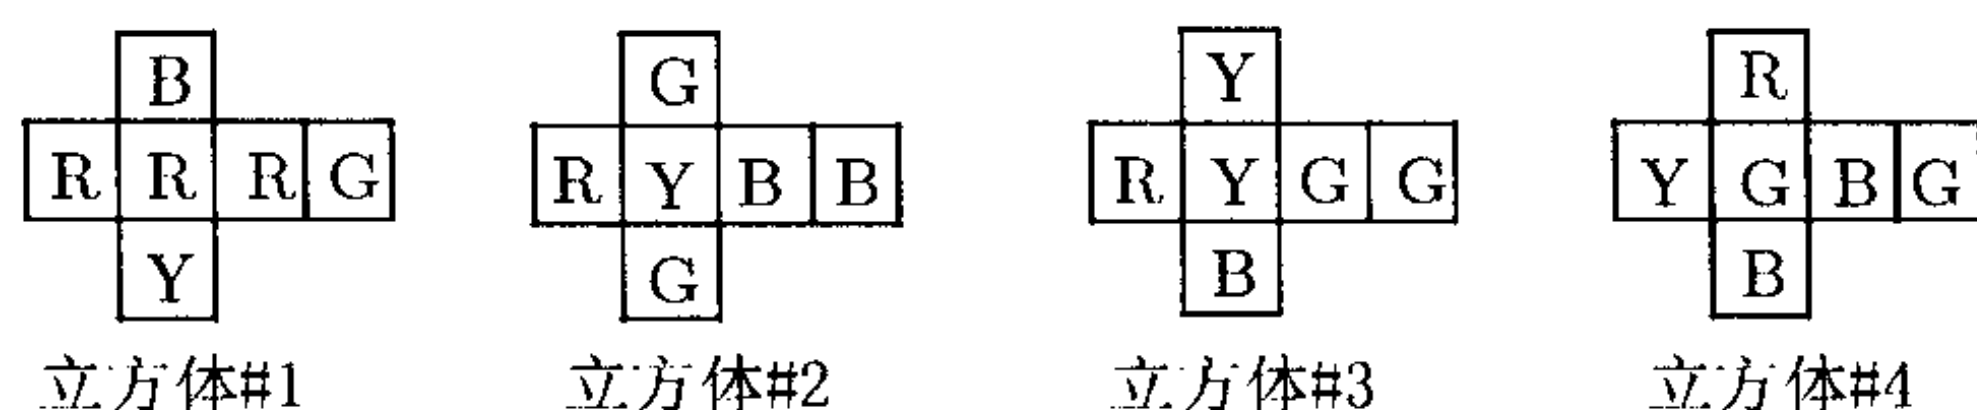 B G Y R
R R R G R Y B B R Y G G Y G B G
Y G B B
立方体#1 立方体#2 立方体#3 立方体#4